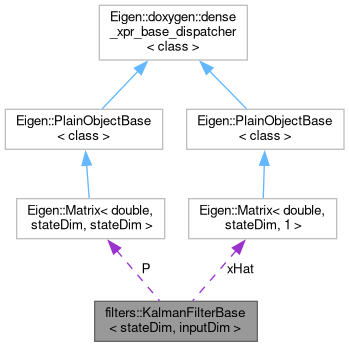 Eigen::doxygen::dense
_xpr_base_dispatcher
< class >
Eigen::PlainObjectBase
< class >
Eigen::PlainObjectBase
< class >
Eigen::Matrix< double,
stateDim, stateDim >
Eigen::Matrix< double,
stateDim, 1 >
P
xHat
filters::KalmanFilterBase
< stateDim, inputDim >